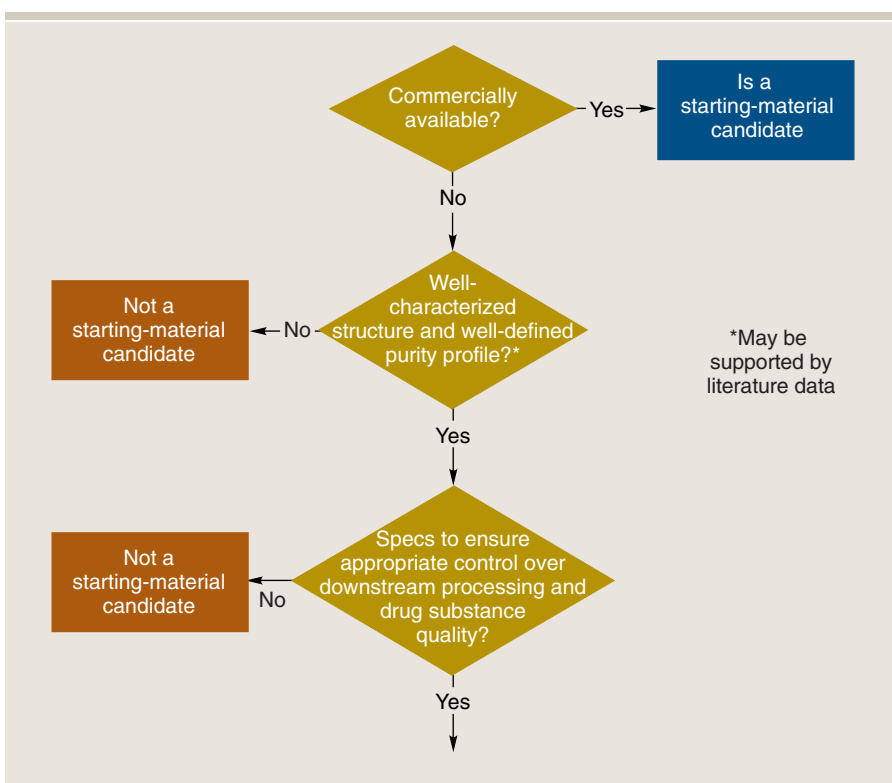 Commercially
available?
Yes
Is a
starting-material
candidate
No
Well-
characterized
structure and well-defined
purity profile?*
No
Not a
starting-material
candidate
*May be
supported by
literature data
Yes
Specs to ensure
appropriate control over
downstream processing and
drug substance
quality?
No
Not a
starting-material
candidate
Yes